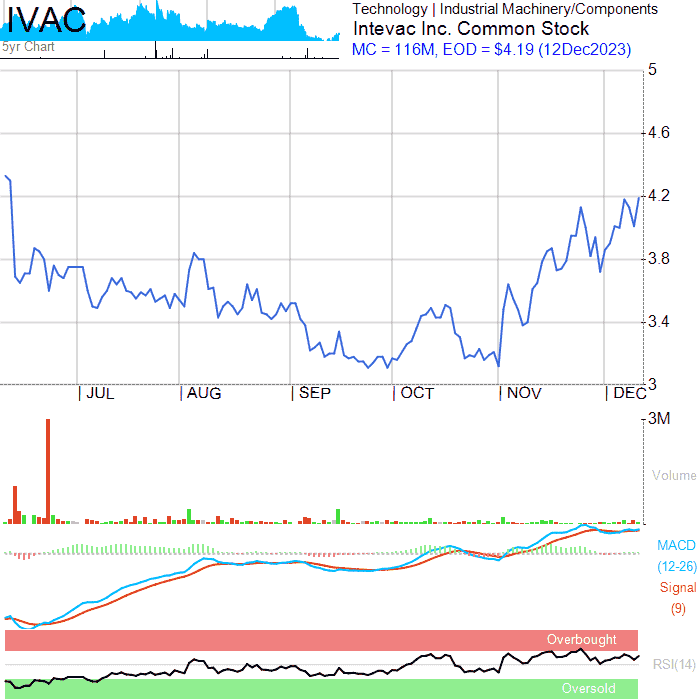 IVAC
5yr Chart
Technology | Industrial Machinery/Components
Intevac Inc. Common Stock
MC = 116M, EOD = $4.19 (12Dec2023)
5
4.6
4.2
3.8
3.4
3
| JUL | AUG | SEP | OCT | NOV | DEC
3M
Volume
MACD
(12-26)
Signal
(9)
Overbought
RSI(14)
Oversold